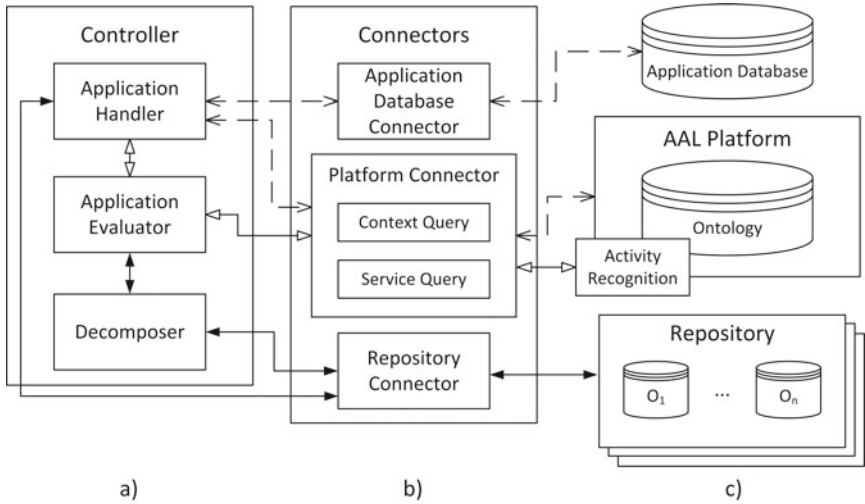 Controller
Application
Handler
Application
Evaluator
Decomposer
Connectors
Application
Database
Connector
Platform Connector
Context Query
Service Query
Repository
Connector
Application Database
AAL Platform
Ontology
Activity
Recognition
Repository
O1
...
On
a)
b)
c)